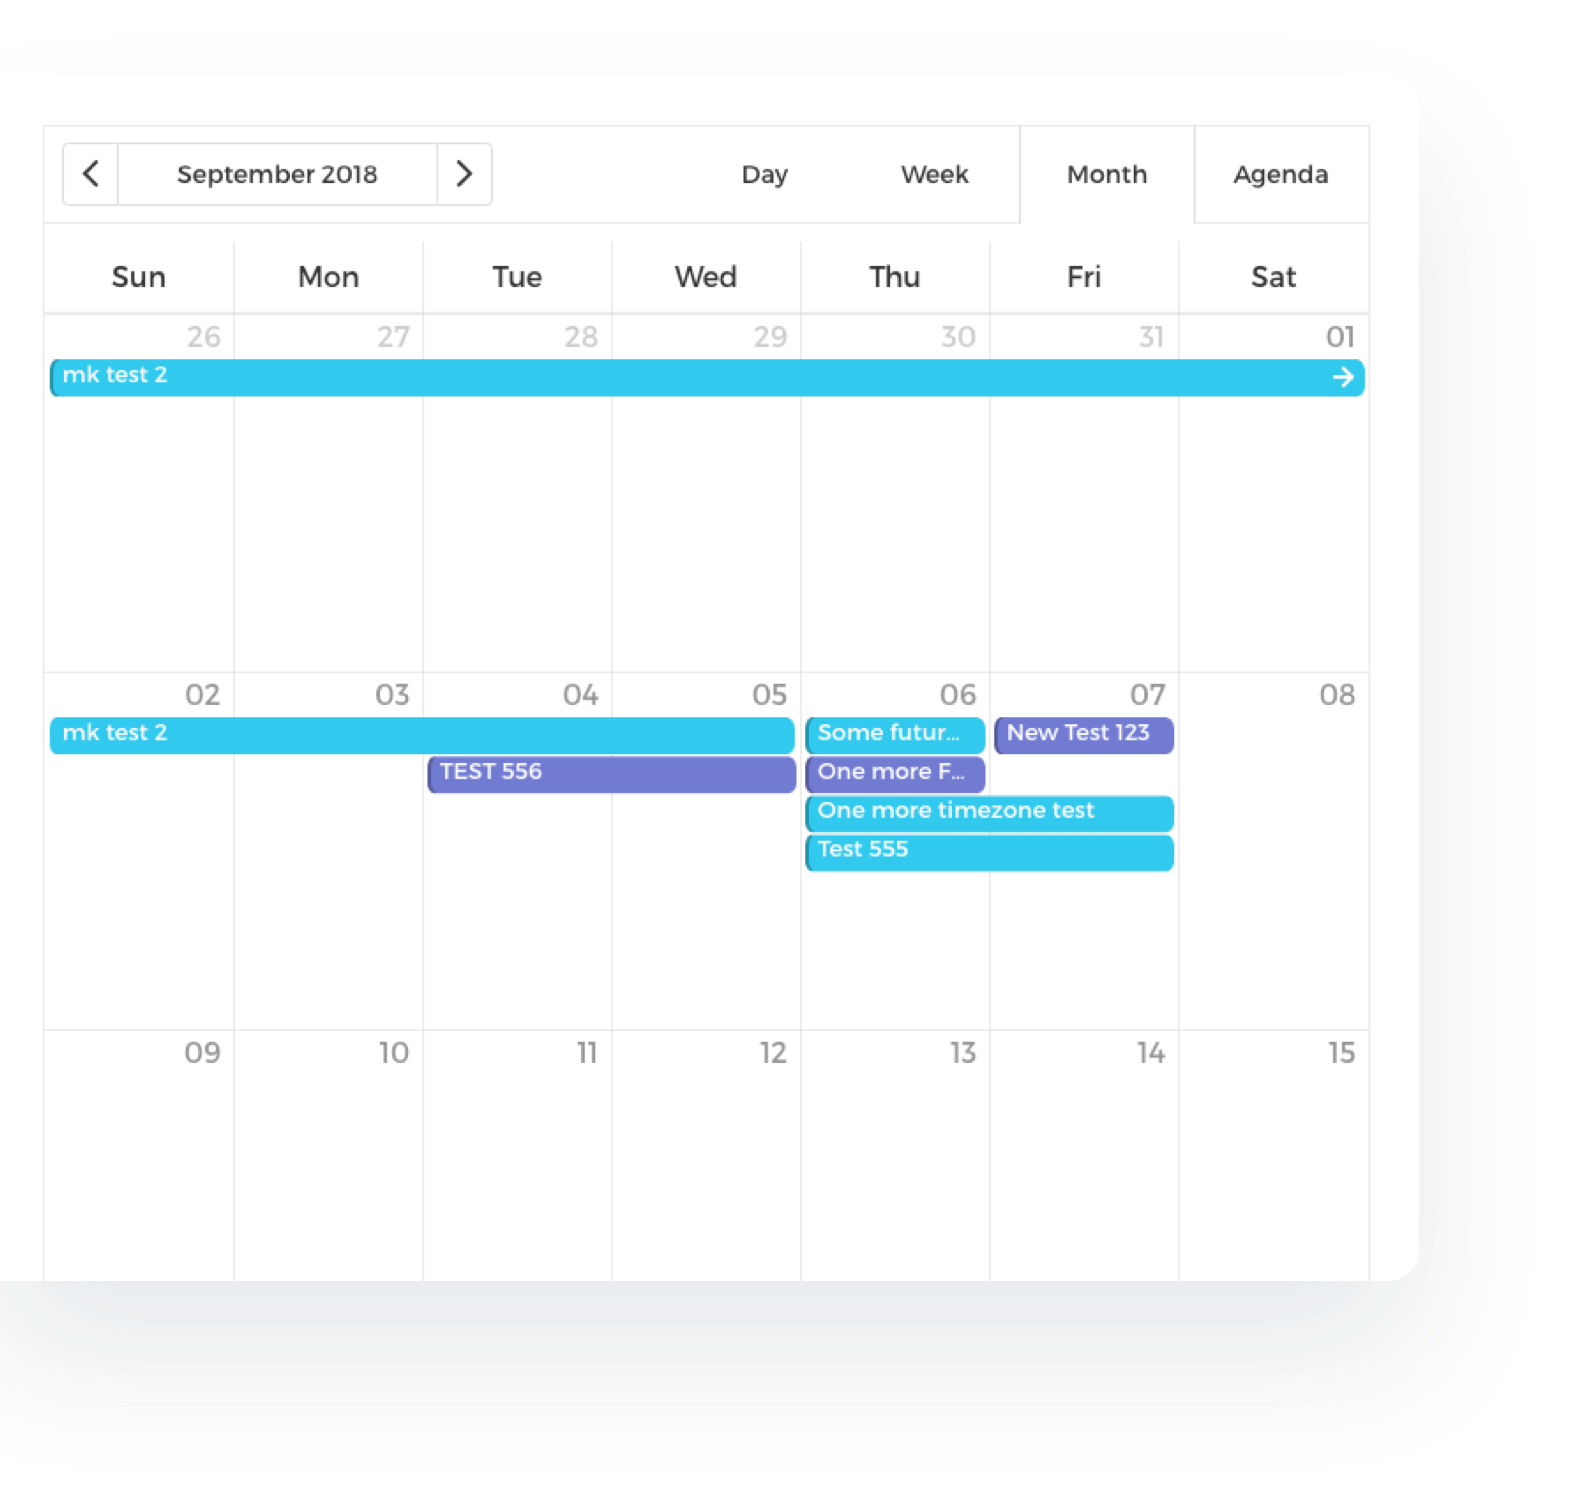 September 2018 Day Week Month Agenda
Sun Mon Tue Wed Thu Fri Sat
26 27 28 29 30 31 01
mk test 2
02 03 04 05 06 07 08
mk test 2 Some futur... New Test 123
TEST 556 One more F...
One more timezone test
Test 555
09 10 11 12 13 14 15